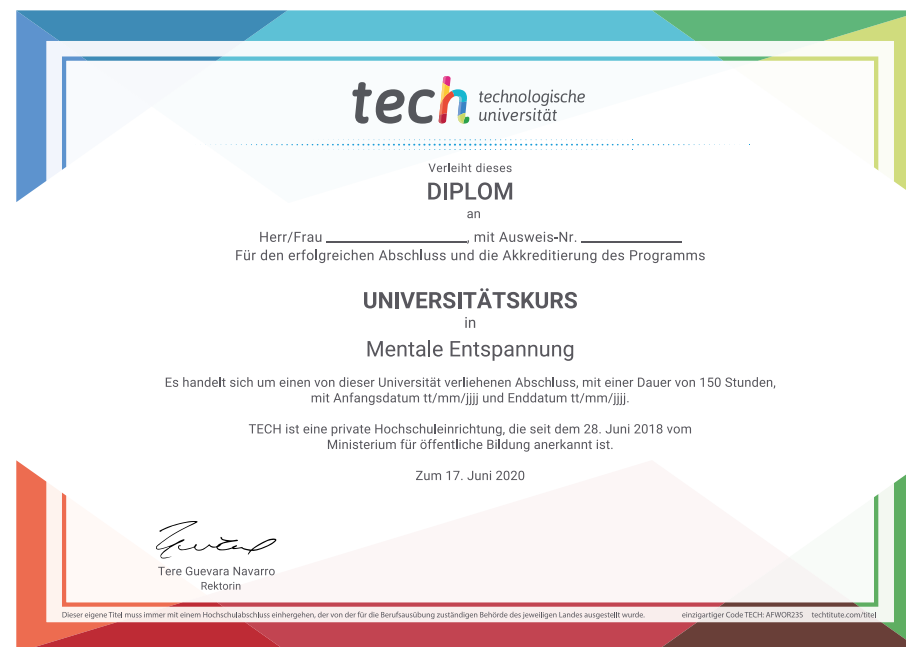 tech technologische
universität
Verleiht dieses
DIPLOM
an
Herr/Frau ____________, mit Ausweis-Nr. ____________
Für den erfolgreichen Abschluss und die Akkreditierung des Programms
UNIVERSITÄTSKURS
in
Mentale Entspannung
Es handelt sich um einen von dieser Universität verliehenen Abschluss, mit einer Dauer von 150 Stunden,
mit Anfangsdatum tt/mm/jjjj und Enddatum tt/mm/jjjj.
TECH ist eine private Hochschuleinrichtung, die seit dem 28. Juni 2018 vom
Ministerium für öffentliche Bildung anerkannt ist.
Zum 17. Juni 2020
Tere Guevara Navarro
Rektorin
Dieser eigene Titel muss immer mit einem Hochschulabschluss einhergehen, der von der für die Berufsausübung zuständigen Behörde des jeweiligen Landes ausgestellt wurde. einzigartiger Code TECH: AFWOR23S techtitute.com/titel